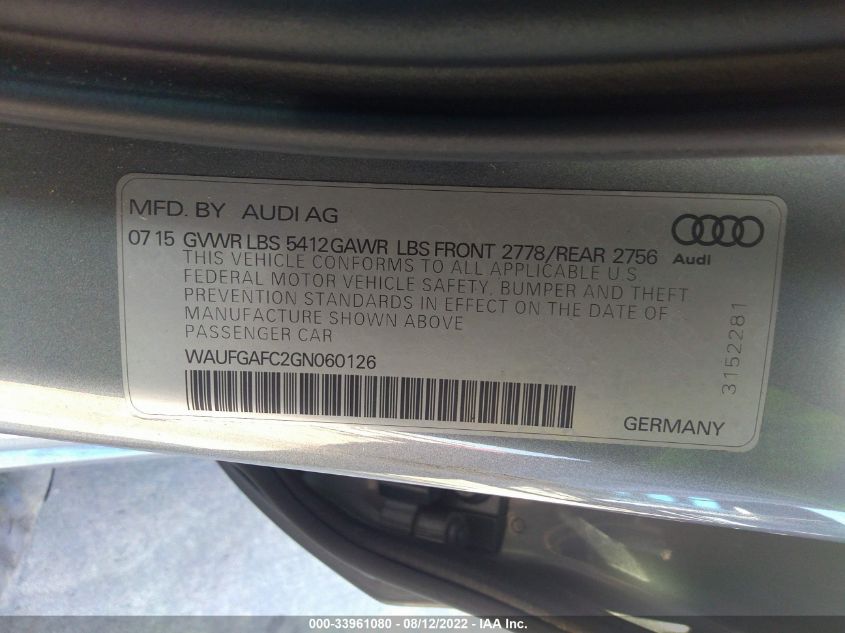 MFD. BY AUDI AG
07 15 GVWR LBS 5412 GAWR LBS FRONT 2778/REAR 2756
Audi
THIS VEHICLE CONFORMS TO ALL APPLICABLE U.S.
FEDERAL MOTOR VEHICLE SAFETY, BUMPER AND THEFT
PREVENTION STANDARDS IN EFFECT ON THE DATE OF
MANUFACTURE SHOWN ABOVE
PASSENGER CAR
WAUFGAFC2GN060126
3152281
GERMANY
000-33961080 - 08/12/2022 - IAA Inc.